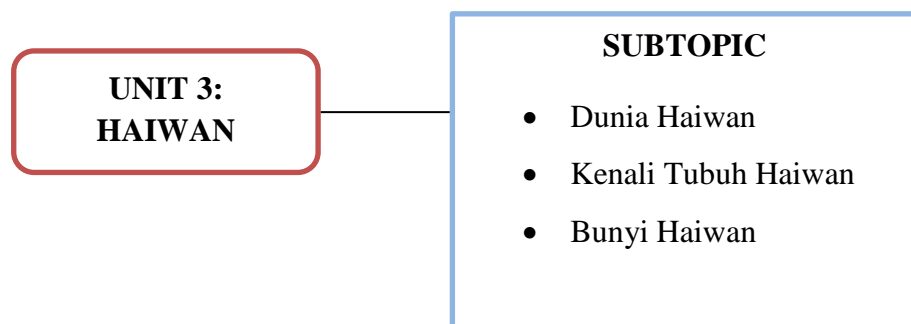 UNIT 3:
HAIWAN
SUBTOPIC
• Dunia Haiwan
• Kenali Tubuh Haiwan
• Bunyi Haiwan